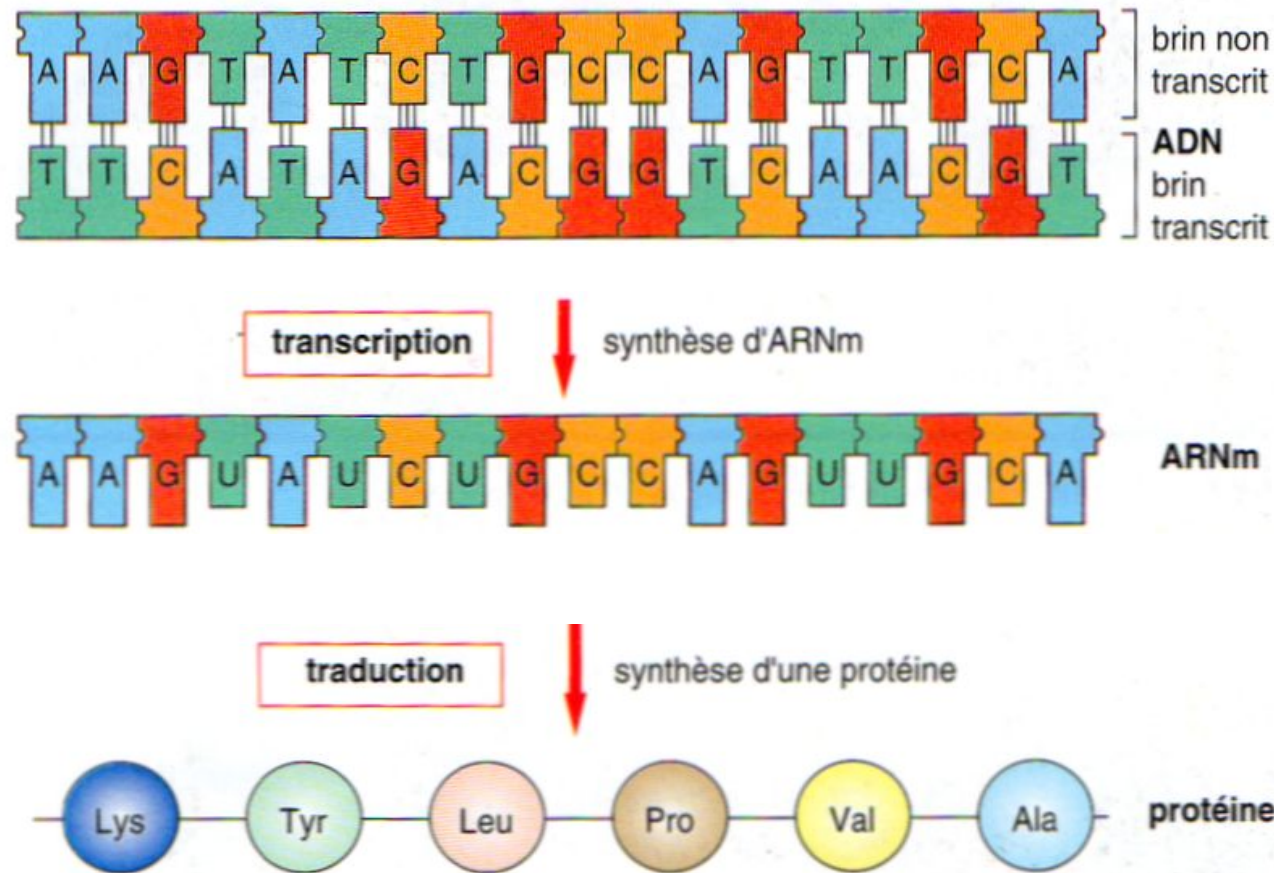 A A G T A T C T G C C A G T T G C A
brin non
transcrit
T T C A T A G A C G G T C A A C G T
ADN
brin
transcrit
transcription
synthèse d'ARNm
A A G U A U C U G C C A G U U G C A
ARNm
traduction
synthèse d'une protéine
Lys Tyr Leu Pro Val Ala
protéine